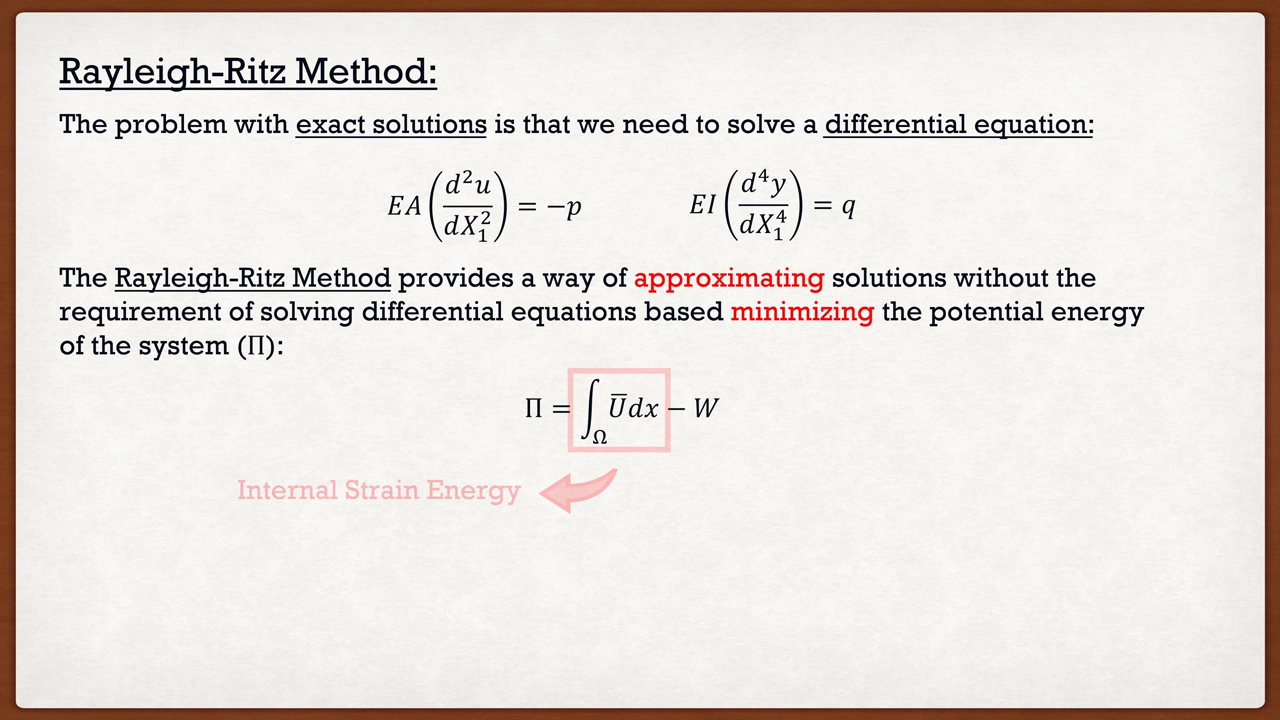 Rayleigh-Ritz Method:
The problem with exact solutions is that we need to solve a differential equation:
EA(d²u/dX₁²) = −p    EI(d⁴y/dX₁⁴) = q
The Rayleigh-Ritz Method provides a way of approximating solutions without the
requirement of solving differential equations based minimizing the potential energy
of the system (Π):
Π = ∫_Ω U̅dx − W
Internal Strain Energy